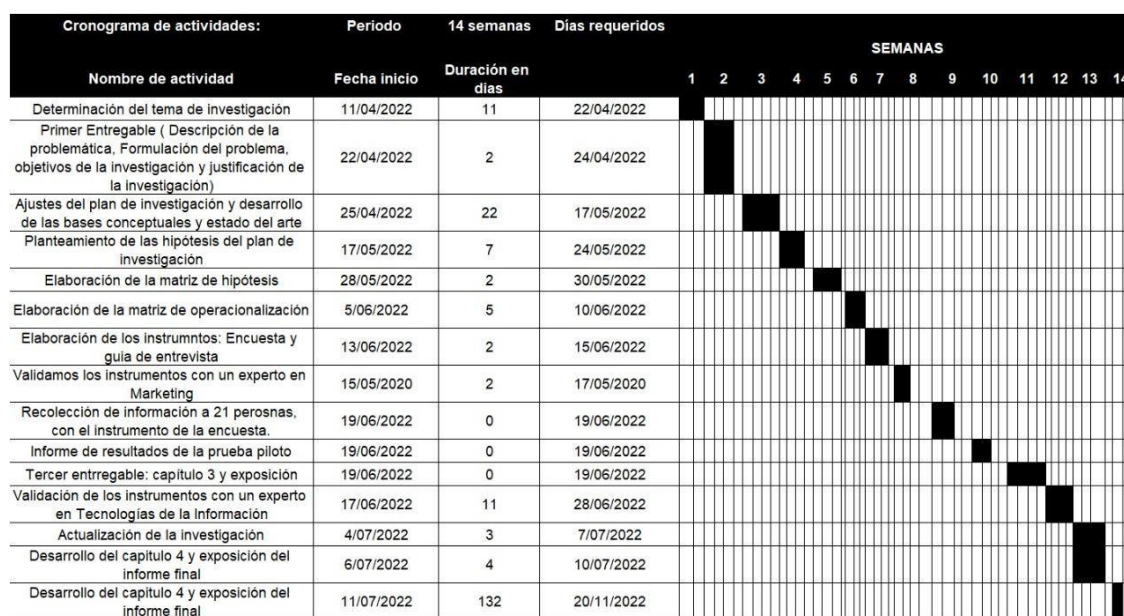 Cronograma de actividades: Periodo 14 semanas Días requeridos
SEMANAS
Nombre de actividad Fecha inicio Duración en días 1 2 3 4 5 6 7 8 9 10 11 12 13 14
Determinación del tema de investigación 11/04/2022 11 22/04/2022
Primer Entregable ( Descripción de la
problemática, Formulación del problema,
objetivos de la investigación y justificación de
la investigación)
22/04/2022 2 24/04/2022
Ajustes del plan de investigación y desarrollo
de las bases conceptuales y estado del arte
25/04/2022 22 17/05/2022
Planteamiento de las hipótesis del plan de
investigación
17/05/2022 7 24/05/2022
Elaboración de la matriz de hipótesis 28/05/2022 2 30/05/2022
Elaboración de la matriz de operacionalización 5/06/2022 5 10/06/2022
Elaboración de los instrumntos: Encuesta y
guia de entrevista
13/06/2022 2 15/06/2022
Validamos los instrumentos con un experto en
Marketing
15/05/2020 2 17/05/2020
Recolección de información a 21 perosnas,
con el instrumento de la encuesta.
19/06/2022 0 19/06/2022
Informe de resultados de la prueba piloto 19/06/2022 0 19/06/2022
Tercer entrregable: capítulo 3 y exposición 19/06/2022 0 19/06/2022
Validación de los instrumentos con un experto
en Tecnologías de la Información
17/06/2022 11 28/06/2022
Actualización de la investigación 4/07/2022 3 7/07/2022
Desarrollo del capitulo 4 y exposición del
informe final
6/07/2022 4 10/07/2022
Desarrollo del capitulo 4 y exposición del
informe final
11/07/2022 132 20/11/2022